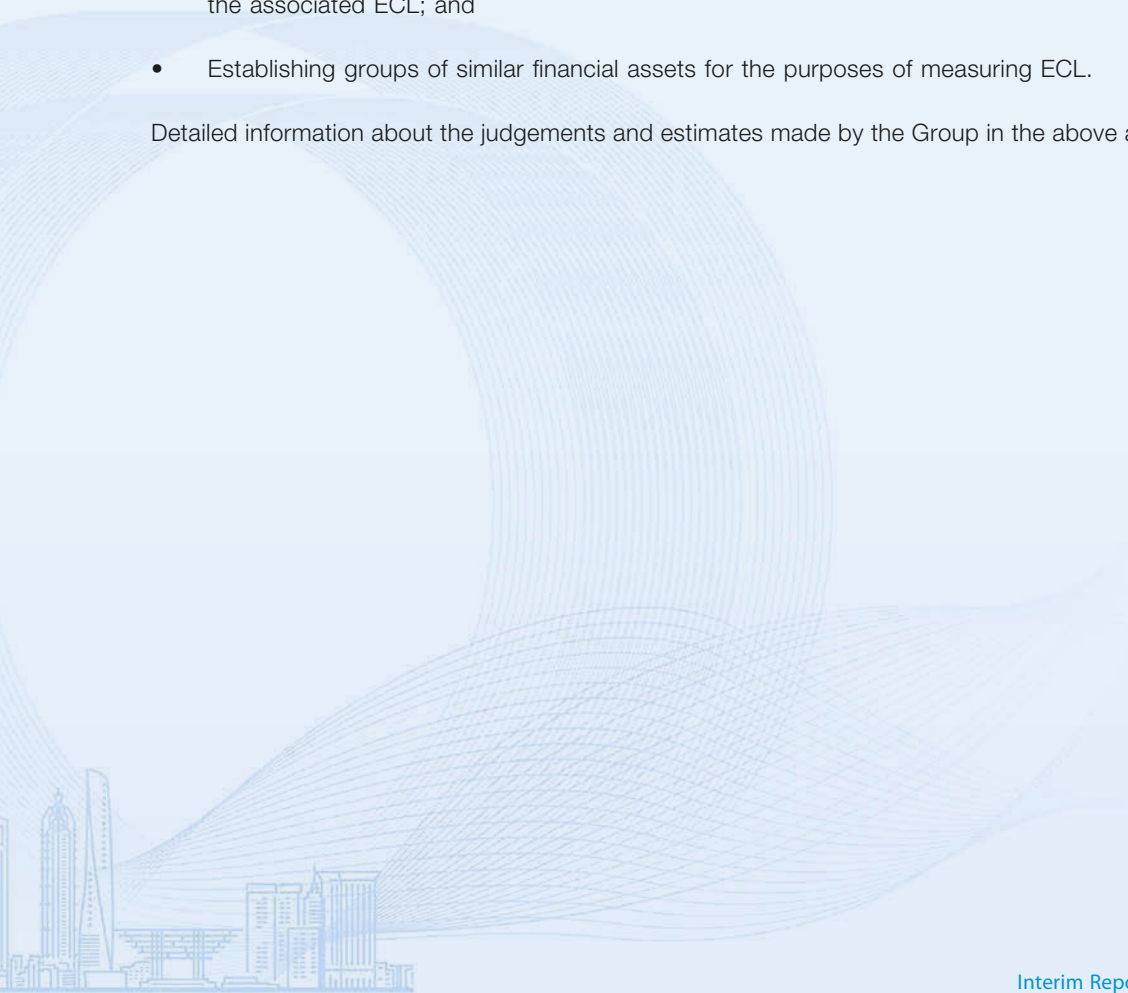 the associated ECL; and
• Establishing groups of similar financial assets for the purposes of measuring ECL.
Detailed information about the judgements and estimates made by the Group in the above
Interim